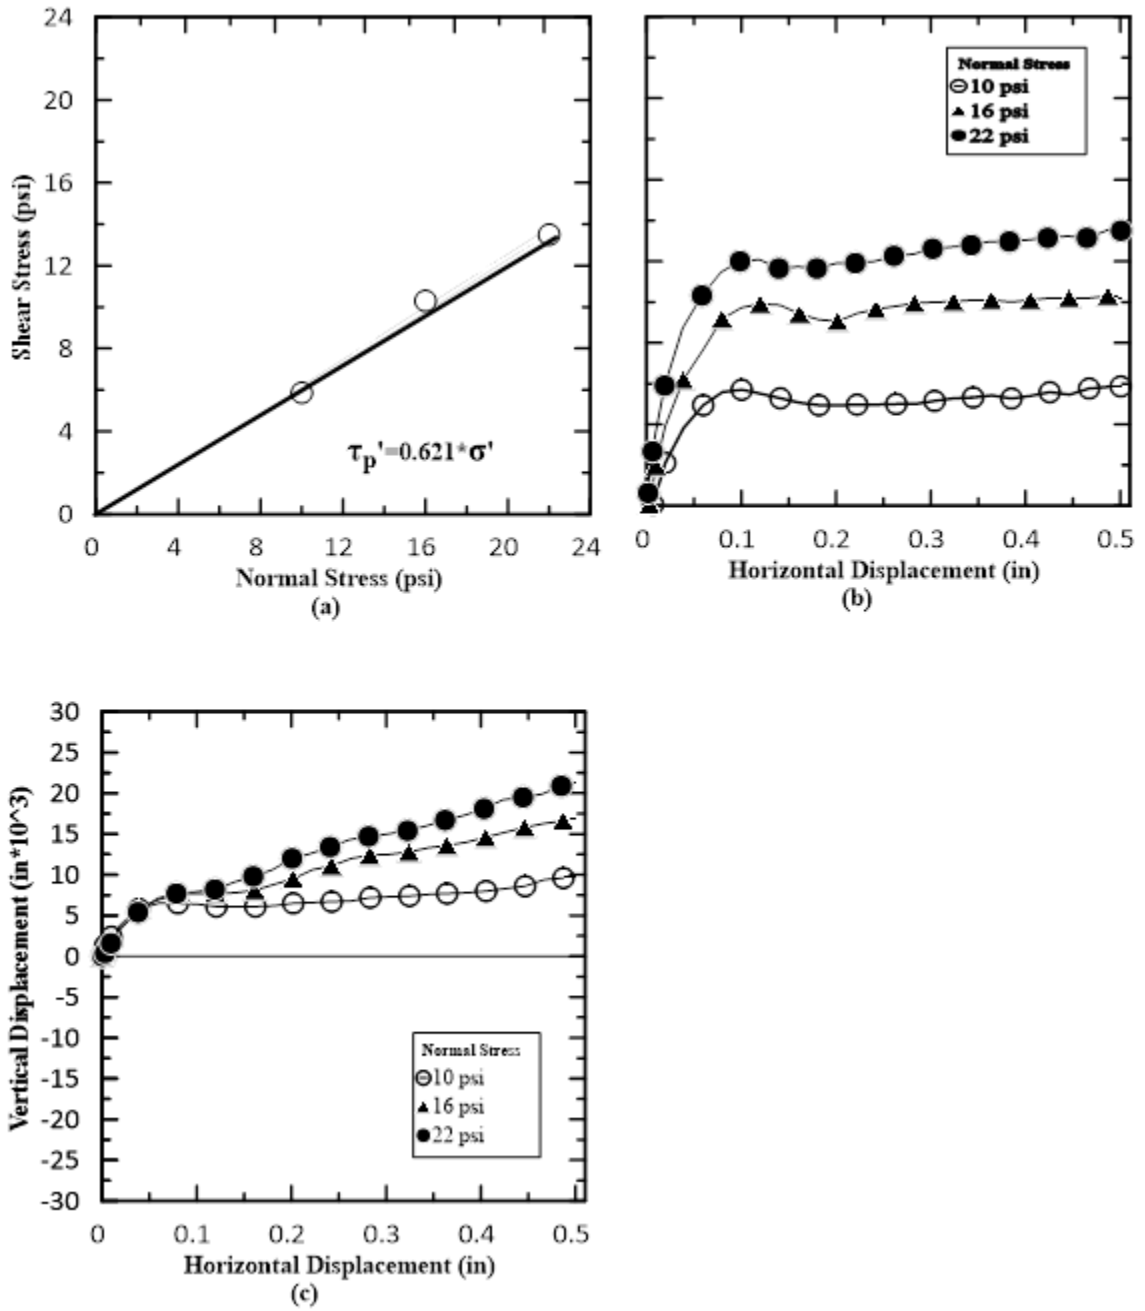 24
20
16
12
8
4
0
Shear Stress (psi)
τp'=0.621*σ'
0 4 8 12 16 20 24
Normal Stress (psi)
(a)
Normal Stress
10 psi
16 psi
22 psi
0 0.1 0.2 0.3 0.4 0.5
Horizontal Displacement (in)
(b)
30
25
20
15
10
5
0
-5
-10
-15
-20
-25
-30
Vertical Displacement (in*10^3)
Normal Stress
10 psi
16 psi
22 psi
0 0.1 0.2 0.3 0.4 0.5
Horizontal Displacement (in)
(c)